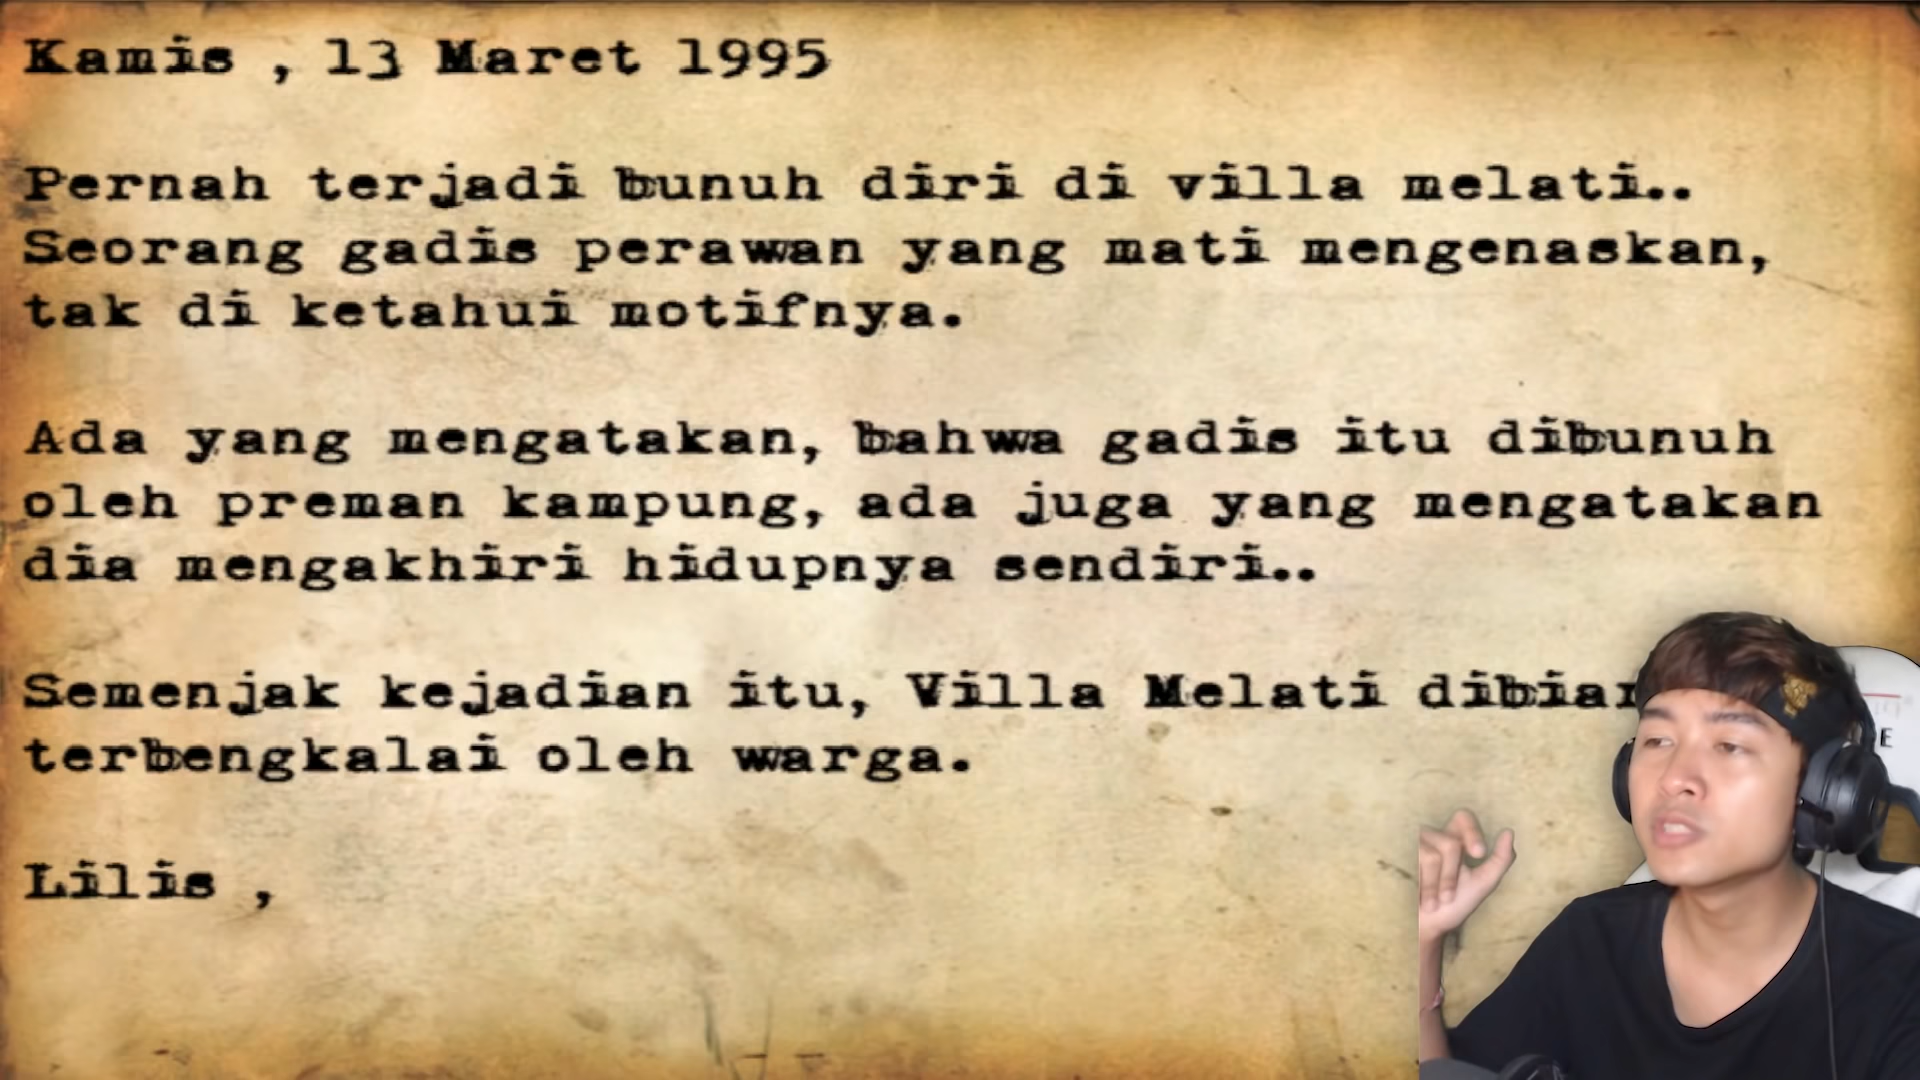 Kamis , 13 Maret 1995
Pernah terjadi bunuh diri di villa melati..
Seorang gadis perawan yang mati mengenaskan,
tak di ketahui motifnya.
Ada yang mengatakan, bahwa gadis itu dibunuh
oleh preman kampung, ada juga yang mengatakan
dia mengakhiri hidupnya sendiri..
Semenjak kejadian itu, Villa Melati
terbengkalai oleh warga.
Lilis ,